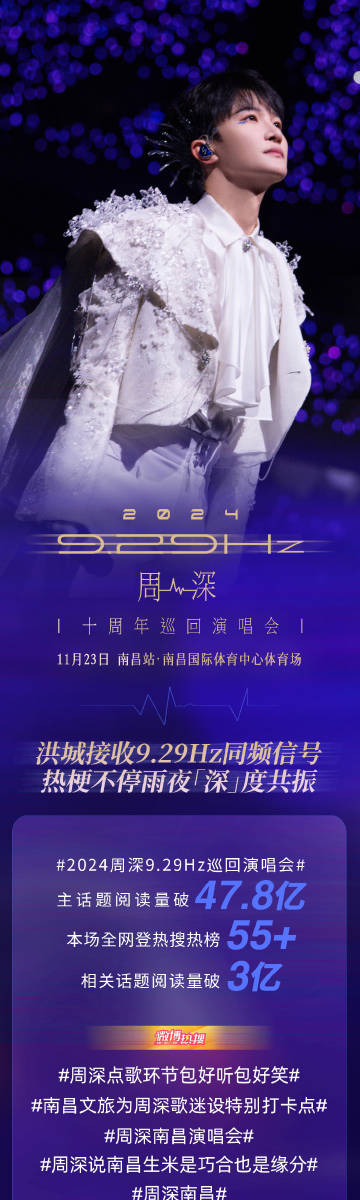 2024
9.29Hz
周深
十周年巡回演唱会
11月23日 南昌站·南昌国际体育中心体育场
洪城接收9.29Hz同频信号
热梗不停雨夜「深」度共振
#2024周深9.29Hz巡回演唱会#
主话题阅读量破 47.8亿
本场全网登热搜热榜 55+
相关话题阅读量破 3亿
微博热搜
#周深点歌环节包好听包好笑#
#南昌文旅为周深歌迷设特别打卡点#
#周深南昌演唱会#
#周深说南昌生米是巧合也是缘分#
#周深南昌#